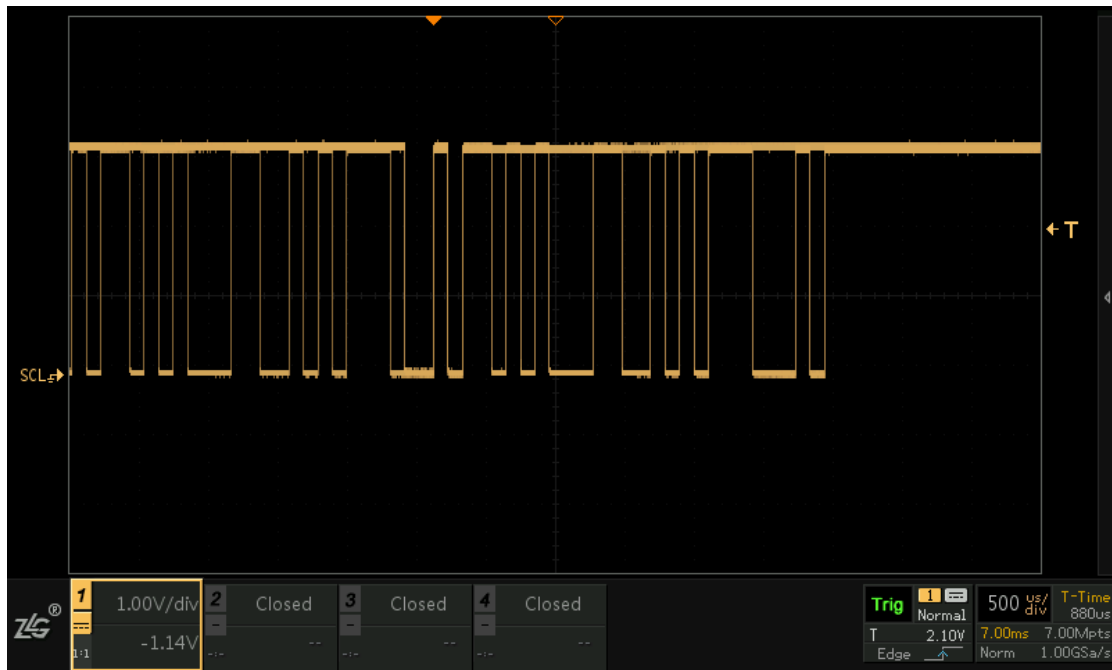 T
SCL
ZLG®
1
1:1
1.00V/div
-1.14V
2
Closed
-:-
--
3
Closed
-:-
--
4
Closed
-:-
--
Trig
1
Normal
T 2.10V
Edge
500 us/div
T-Time
880us
7.00ms 7.00Mpts
Norm 1.00GSa/s